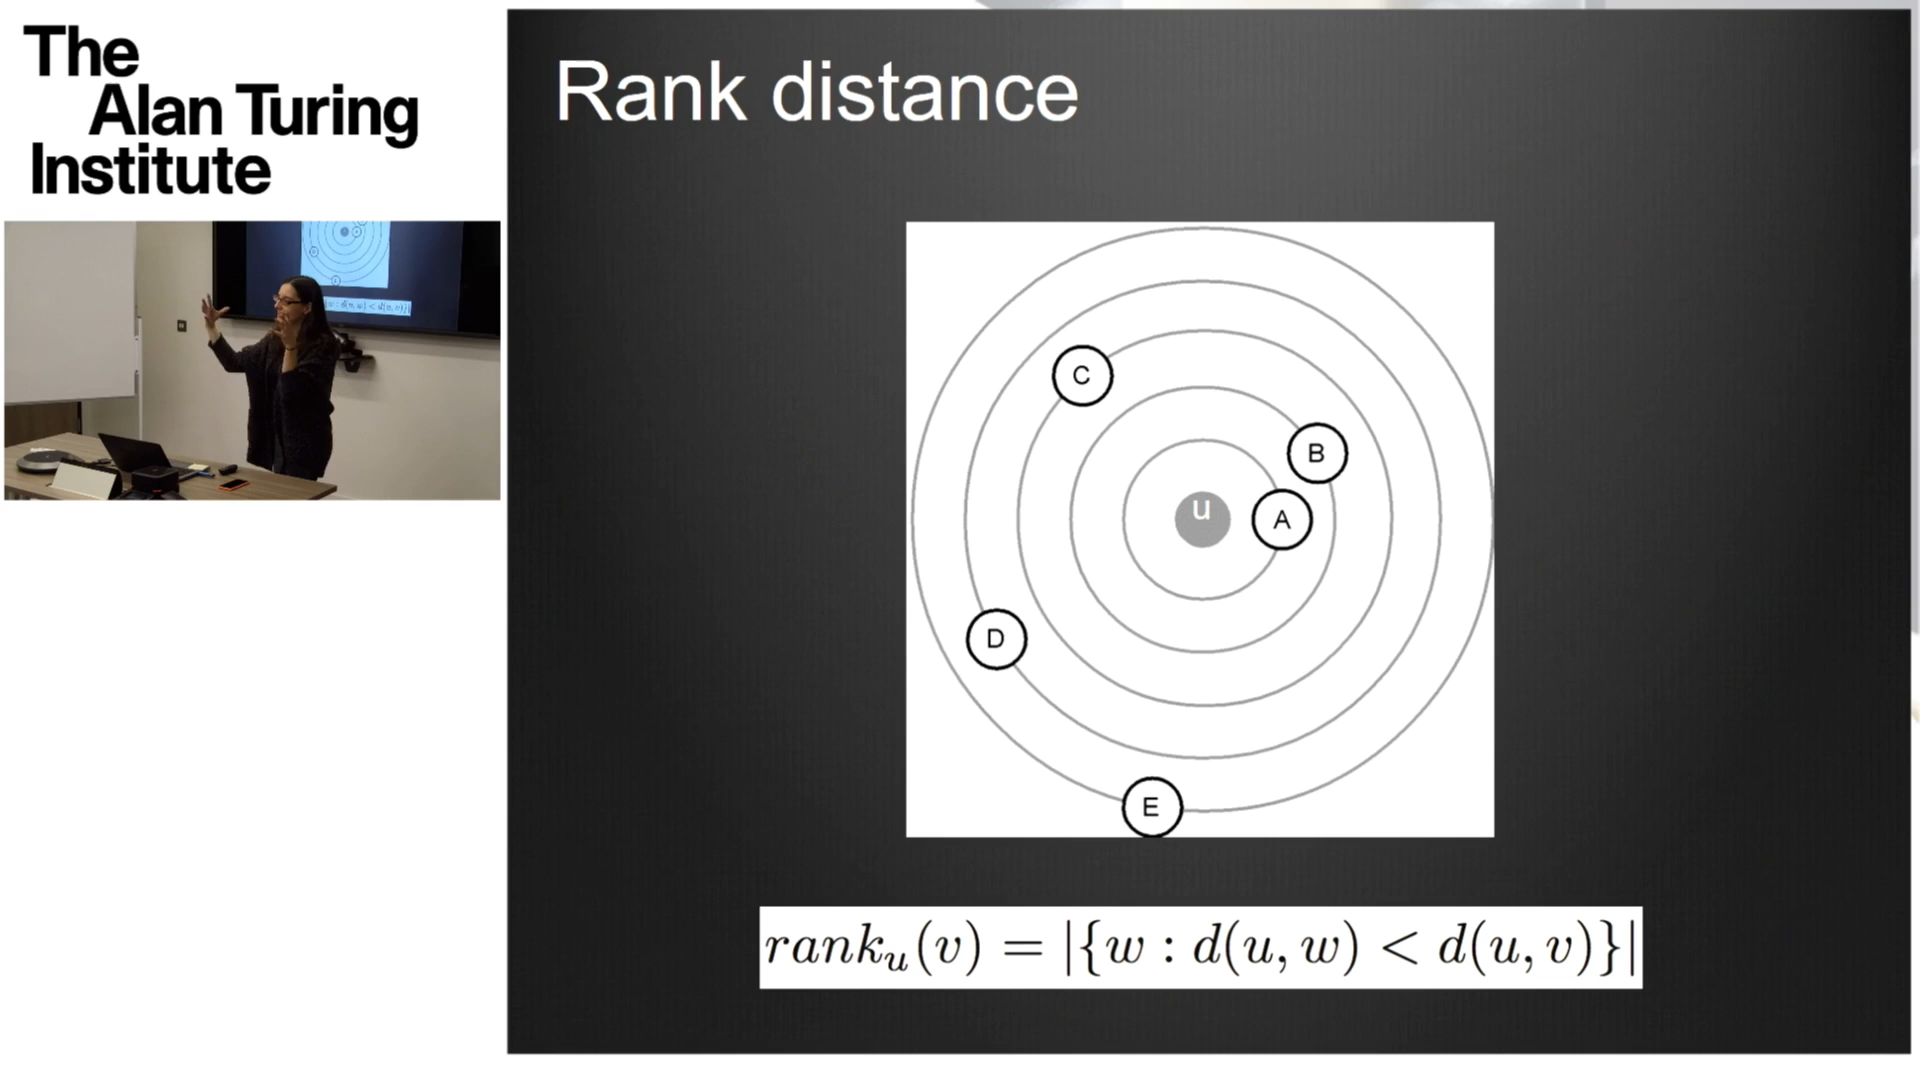 The
Alan Turing
Institute
Rank distance
C
B
u
A
D
E
rank_u(v) = |{w : d(u, w) < d(u, v)}|